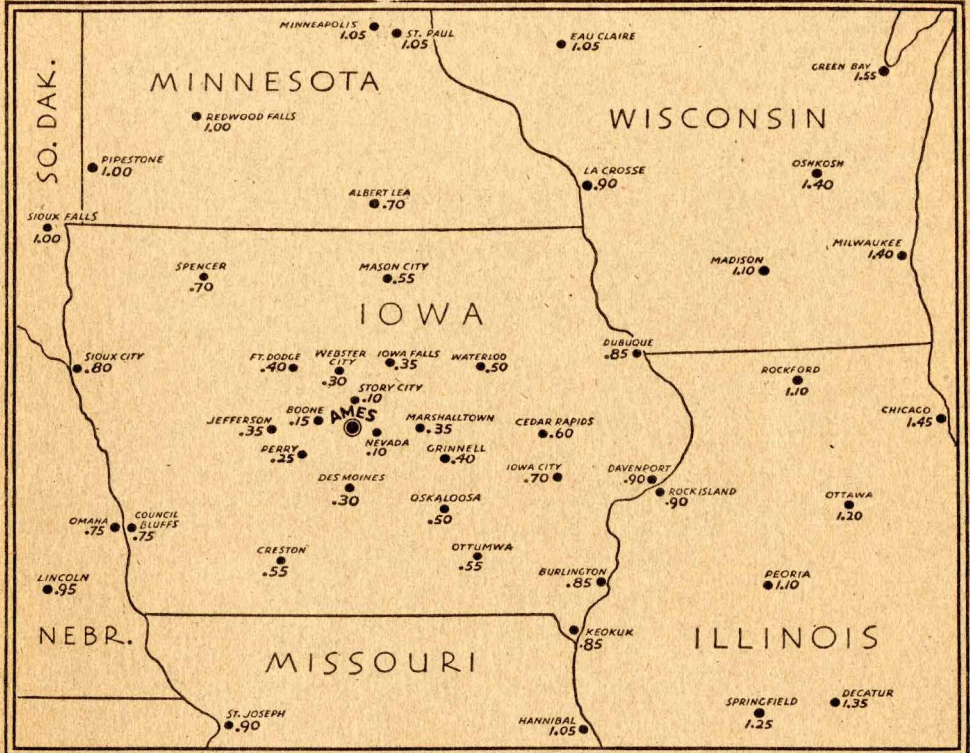 MINNEAPOLIS
1.05
ST. PAUL
1.05
EAU CLAIRE
1.05
GREEN BAY
1.55
SO. DAK.
MINNESOTA
WISCONSIN
REDWOOD FALLS
1.00
PIPESTONE
1.00
ALBERT LEA
.70
LA CROSSE
.90
OSHKOSH
1.40
SIOUX FALLS
1.00
MILWAUKEE
1.40
MADISON
1.10
SPENCER
.70
MASON CITY
.55
IOWA
SIOUX CITY
.80
FT. DODGE
.40
WEBSTER
CITY
.30
IOWA FALLS
.35
WATERLOO
.50
DUBUQUE
.85
ROCKFORD
1.10
STORY CITY
.10
CHICAGO
1.45
JEFFERSON
.35
BOONE
.15
AMES
NEVADA
.10
MARSHALLTOWN
.35
CEDAR RAPIDS
.60
PERRY
.25
GRINNELL
.40
DES MOINES
.30
IOWA CITY
.70
DAVENPORT
.90
ROCK ISLAND
.90
OSKALOOSA
.50
OTTAWA
1.20
OMAHA
.75
COUNCIL
BLUFFS
.75
CRESTON
.55
OTTUMWA
.55
BURLINGTON
.85
PEORIA
1.10
LINCOLN
.95
NEBR.
MISSOURI
KEOKUK
.85
ILLINOIS
ST. JOSEPH
.90
HANNIBAL
1.05
SPRINGFIELD
1.25
DECATUR
1.35